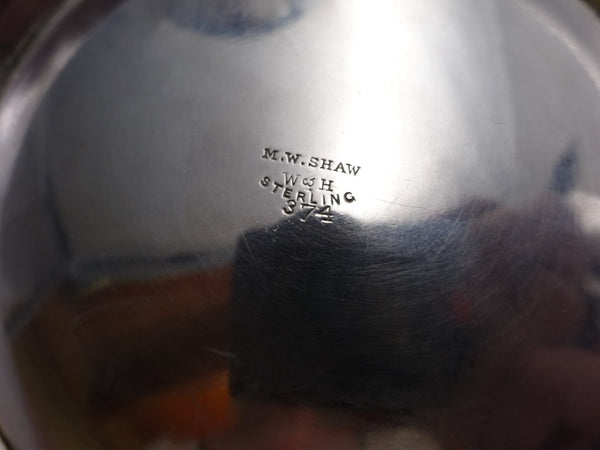 M.W. SHAW
W & H
STERLING
374